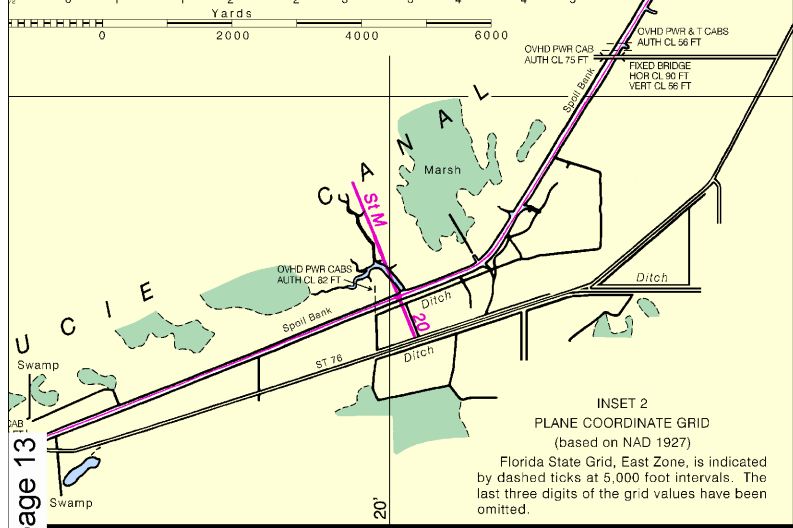 Yards
0 2000 4000 6000
OVHD PWR & T CABS
AUTH CL 56 FT
OVHD PWR CAB
AUTH CL 75 FT
FIXED BRIDGE
HOR CL 90 FT
VERT CL 56 FT
Spoil Bank
CANAL
Marsh
St M
20
OVHD PWR CABS
AUTH CL 82 FT
Ditch
Ditch
UCIE
Spoil Bank
ST 76
Ditch
Swamp
CAB
FT
age 13
Swamp
20'
INSET 2
PLANE COORDINATE GRID
(based on NAD 1927)
Florida State Grid, East Zone, is indicated
by dashed ticks at 5,000 foot intervals. The
last three digits of the grid values have been
omitted.